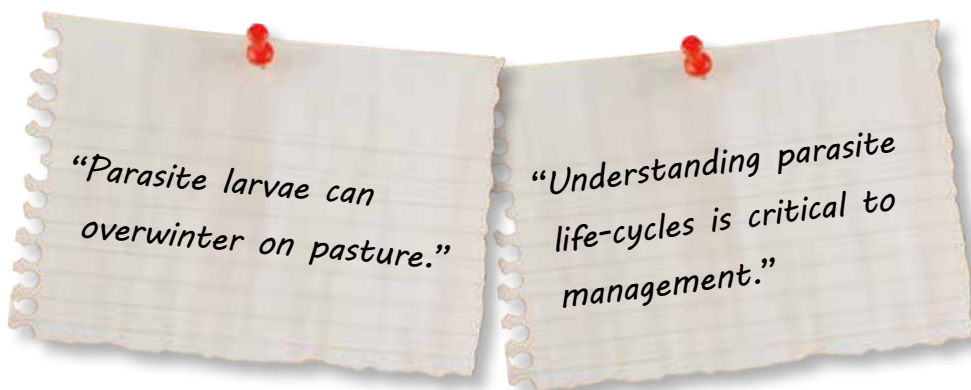 “Parasite larvae can
overwinter on pasture.”
“Understanding parasite
life-cycles is critical to
management.”